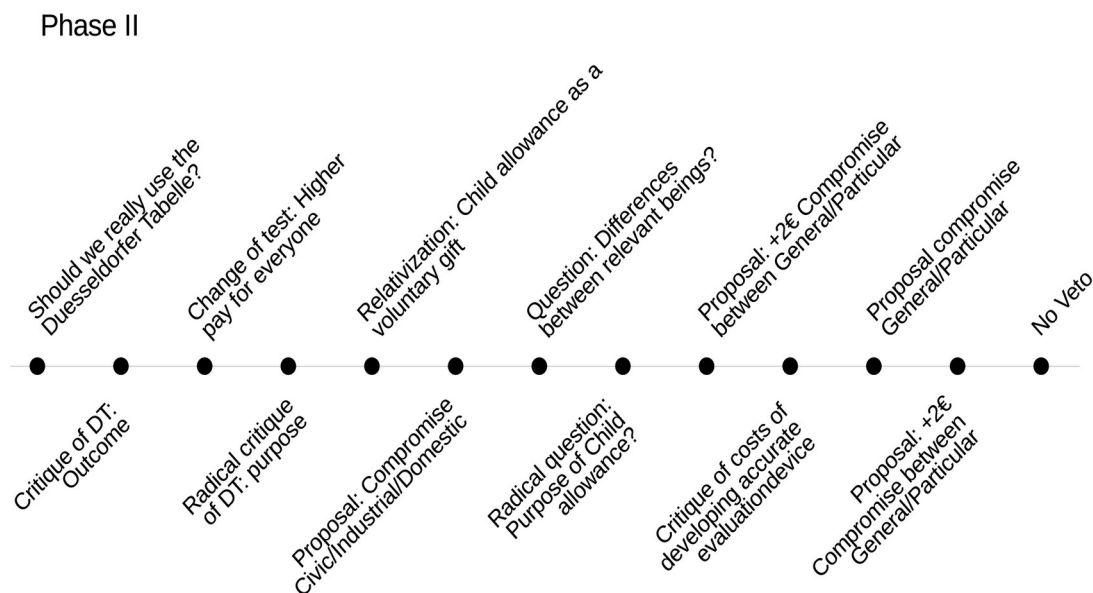 Phase II
Should we really use the
Duesseldorfer Tabelle?
Critique of DT:
Outcome
Change of test: Higher
pay for everyone
Radical critique
of DT: purpose
Relativization: Child allowance as a
voluntary gift
Proposal: Compromise
Civic/Industrial/Domestic
Question: Differences
between relevant beings?
Radical question:
Purpose of Child
allowance?
Proposal: +2€ Compromise
between General/Particular
Critique of costs of
developing accurate
evaluationdevice
Proposal compromise
General/Particular
Proposal: +2€
Compromise between
General/Particular
No Veto